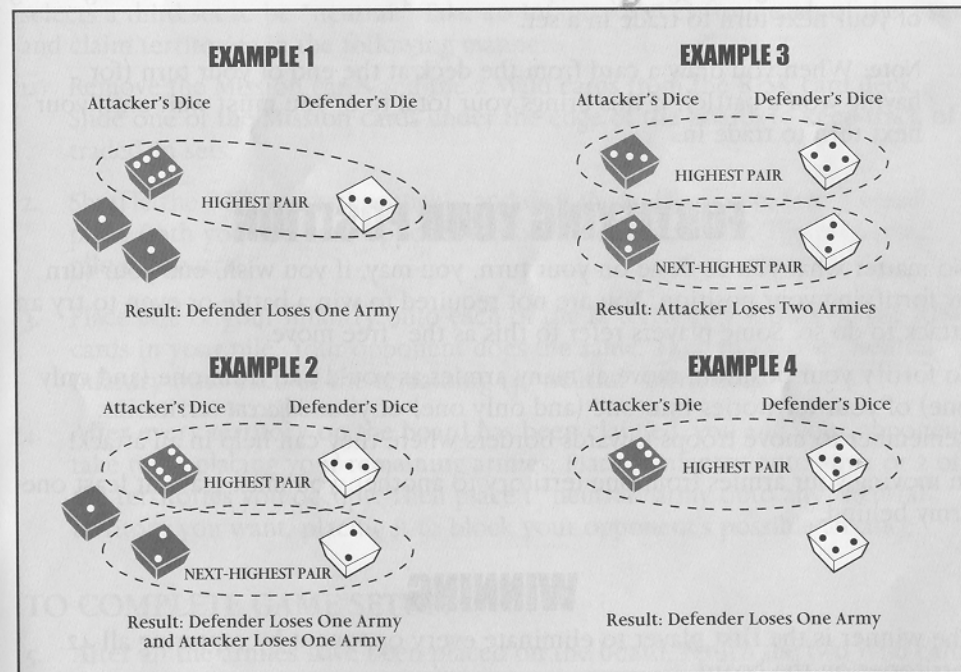 EXAMPLE 1
Attacker's Dice Defender's Die
HIGHEST PAIR
Result: Defender Loses One Army
EXAMPLE 2
Attacker's Dice Defender's Dice
HIGHEST PAIR
NEXT-HIGHEST PAIR
Result: Defender Loses One Army
and Attacker Loses One Army
EXAMPLE 3
Attacker's Dice Defender's Dice
HIGHEST PAIR
NEXT-HIGHEST PAIR
Result: Attacker Loses Two Armies
EXAMPLE 4
Attacker's Die Defender's Dice
HIGHEST PAIR
Result: Defender Loses One Army